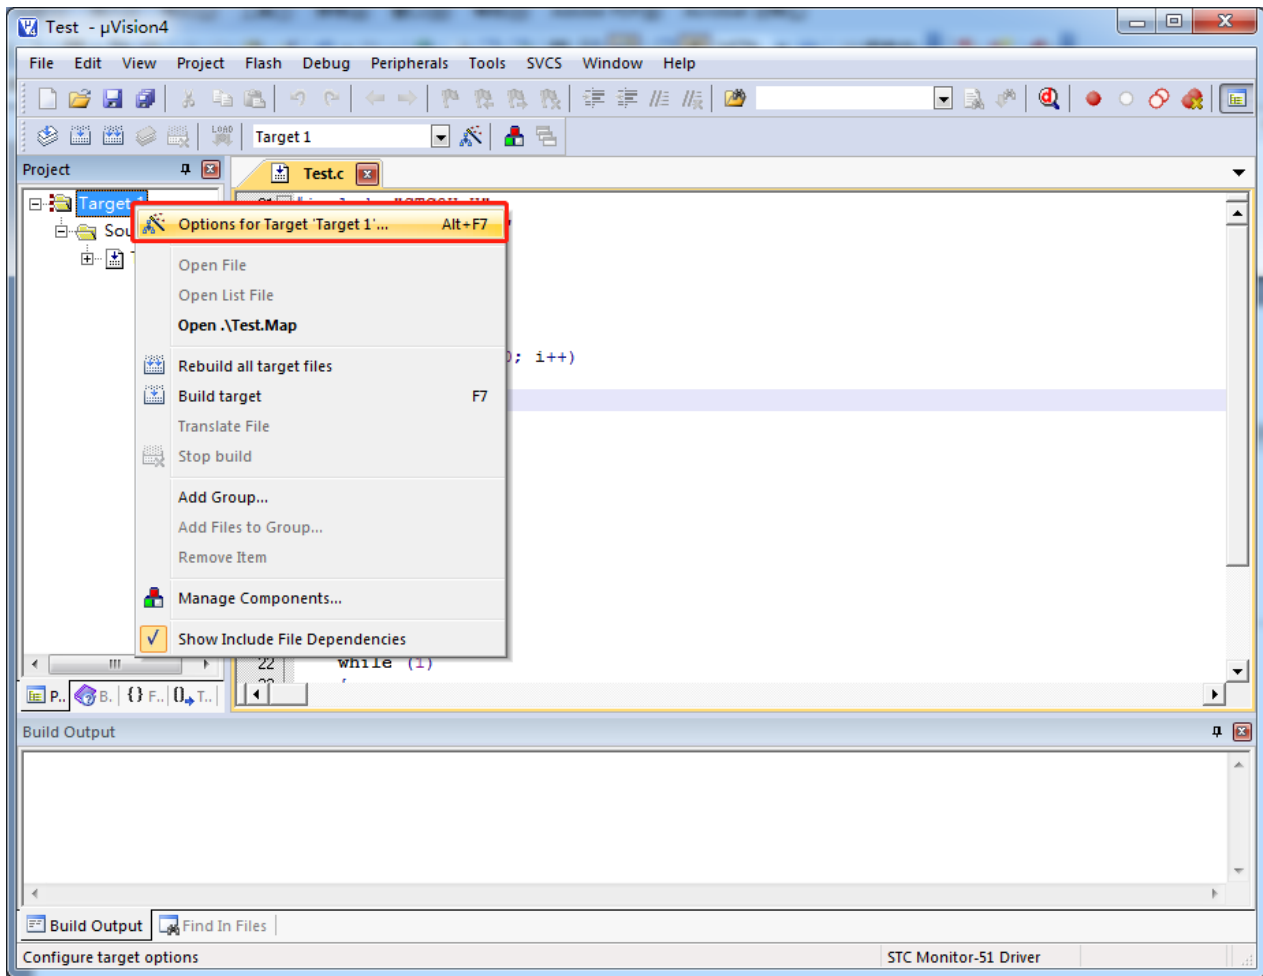 Test - µVision4
File Edit View Project Flash Debug Peripherals Tools SVCS Window Help
LOAD Target 1
Project
Test.c
Target 1
Options for Target 'Target 1'... Alt+F7
Open File
Open List File
Open .\Test.Map
; i++)
Rebuild all target files
Build target F7
Translate File
Stop build
Add Group...
Add Files to Group...
Remove Item
Manage Components...
Show Include File Dependencies
22 while (1)
P.. B. {} F.. 0 T..
Build Output
Build Output Find In Files
Configure target options STC Monitor-51 Driver